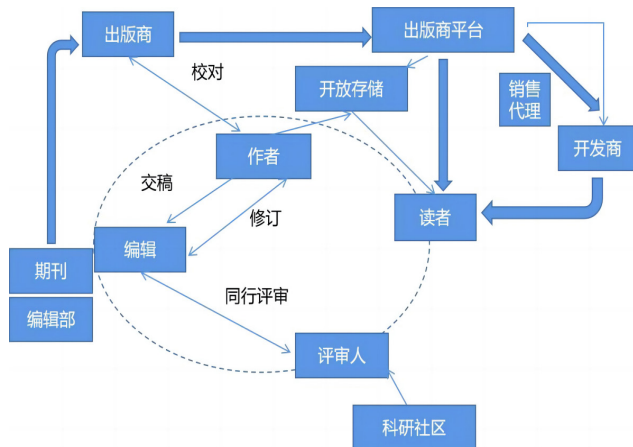 出版商
出版商平台
校对
开放存储
销售
代理
作者
开发商
交稿
修订
读者
编辑
期刊
编辑部
同行评审
评审人
科研社区